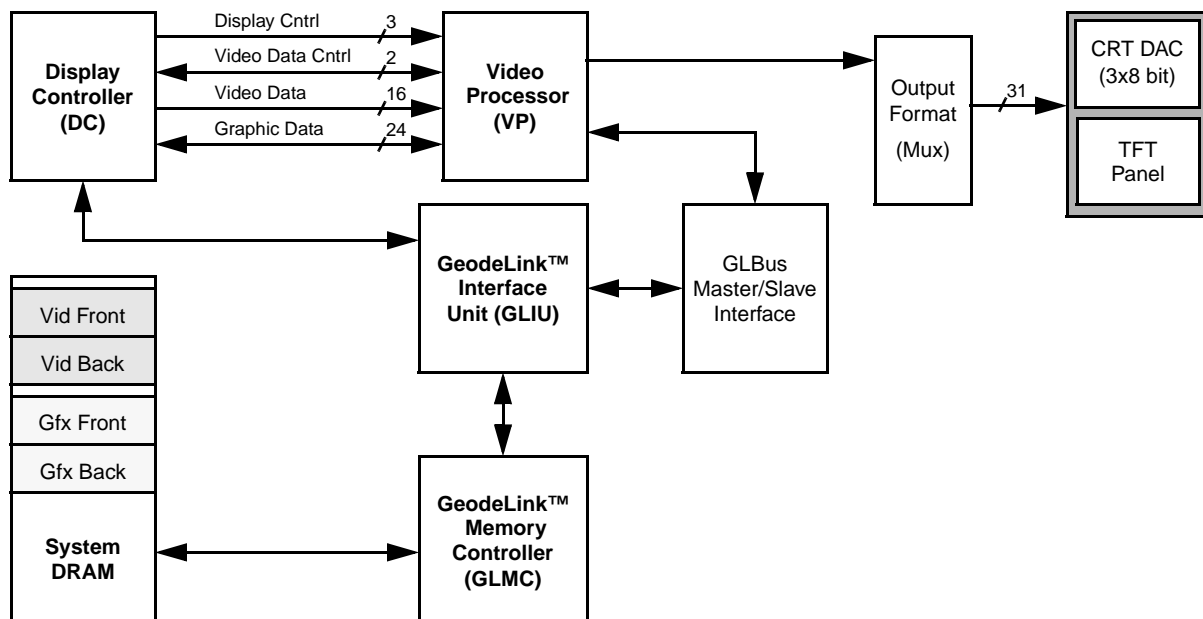 Display Cntrl
3
Video Data Cntrl
2
Video Data
16
Graphic Data
24
Display
Controller
(DC)
Video
Processor
(VP)
Output
Format
(Mux)
31
CRT DAC
(3x8 bit)
TFT
Panel
GeodeLink™
Interface
Unit (GLIU)
GLBus
Master/Slave
Interface
Vid Front
Vid Back
Gfx Front
Gfx Back
System
DRAM
GeodeLink™
Memory
Controller
(GLMC)